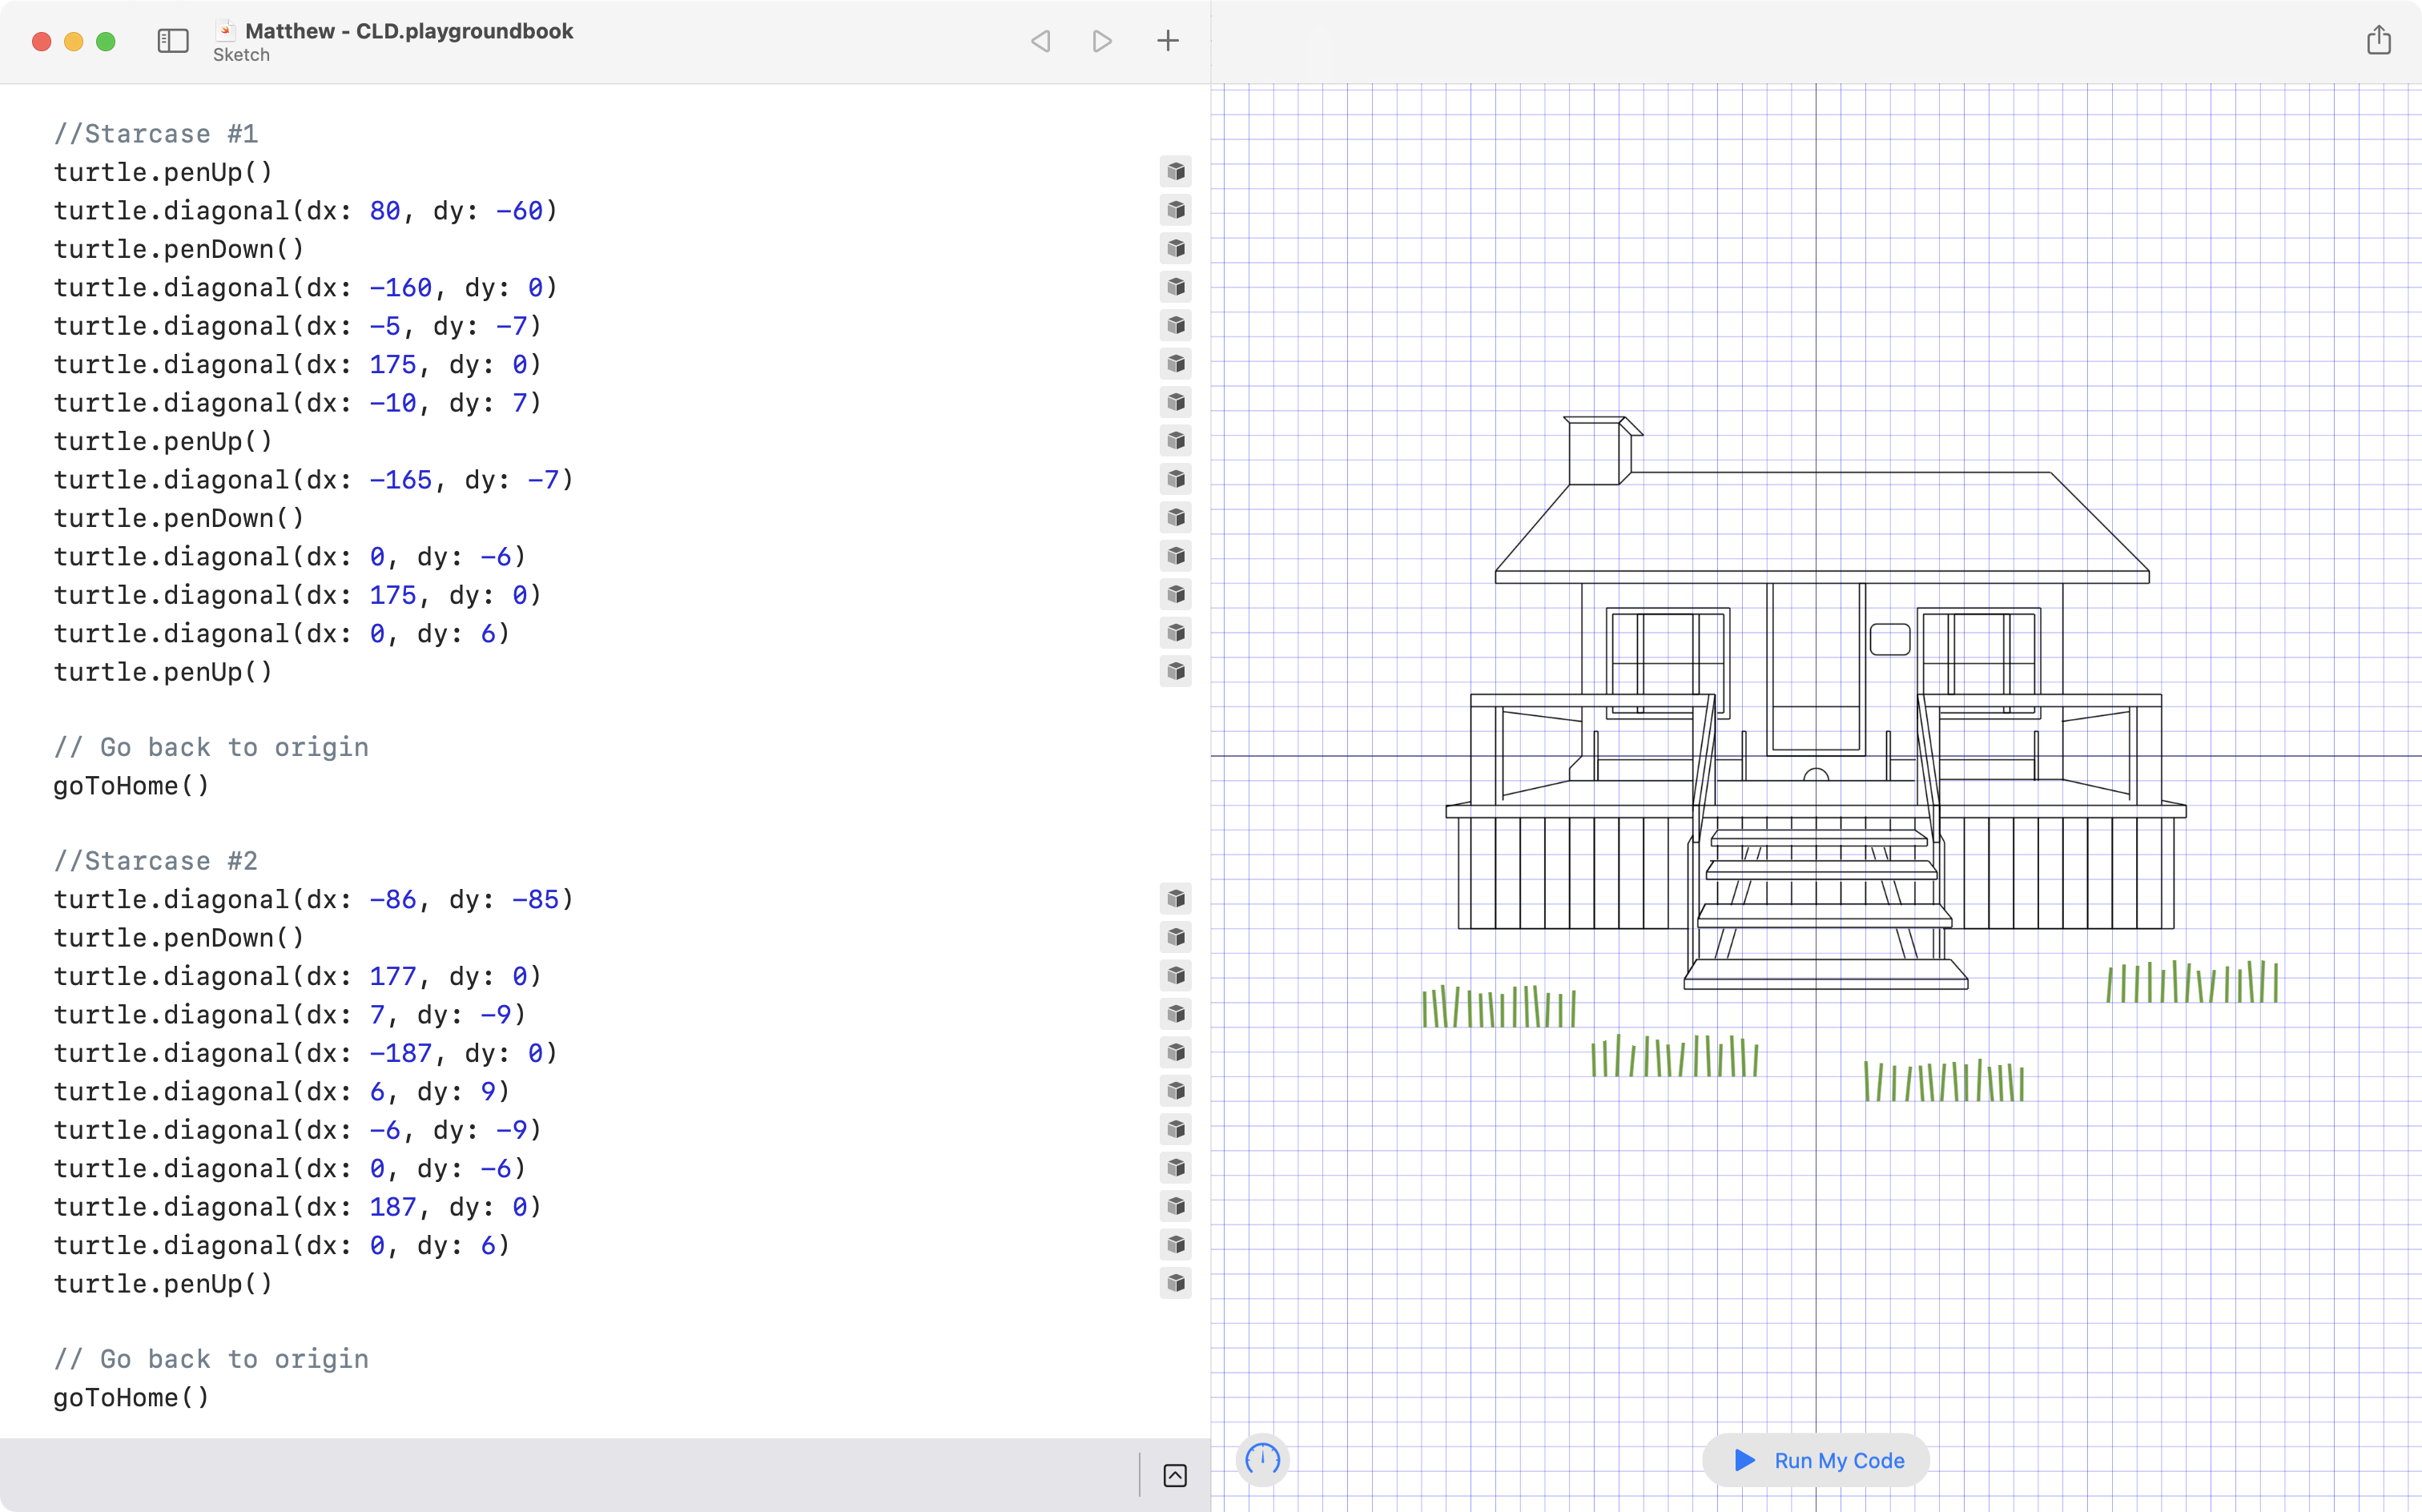 Matthew - CLD.playgroundbook
Sketch
//Starcase #1
turtle.penUp()
turtle.diagonal(dx: 80, dy: -60)
turtle.penDown()
turtle.diagonal(dx: -160, dy: 0)
turtle.diagonal(dx: -5, dy: -7)
turtle.diagonal(dx: 175, dy: 0)
turtle.diagonal(dx: -10, dy: 7)
turtle.penUp()
turtle.diagonal(dx: -165, dy: -7)
turtle.penDown()
turtle.diagonal(dx: 0, dy: -6)
turtle.diagonal(dx: 175, dy: 0)
turtle.diagonal(dx: 0, dy: 6)
turtle.penUp()
// Go back to origin
goToHome()
//Starcase #2
turtle.diagonal(dx: -86, dy: -85)
turtle.penDown()
turtle.diagonal(dx: 177, dy: 0)
turtle.diagonal(dx: 7, dy: -9)
turtle.diagonal(dx: -187, dy: 0)
turtle.diagonal(dx: 6, dy: 9)
turtle.diagonal(dx: -6, dy: -9)
turtle.diagonal(dx: 0, dy: -6)
turtle.diagonal(dx: 187, dy: 0)
turtle.diagonal(dx: 0, dy: 6)
turtle.penUp()
// Go back to origin
goToHome()
Run My Code